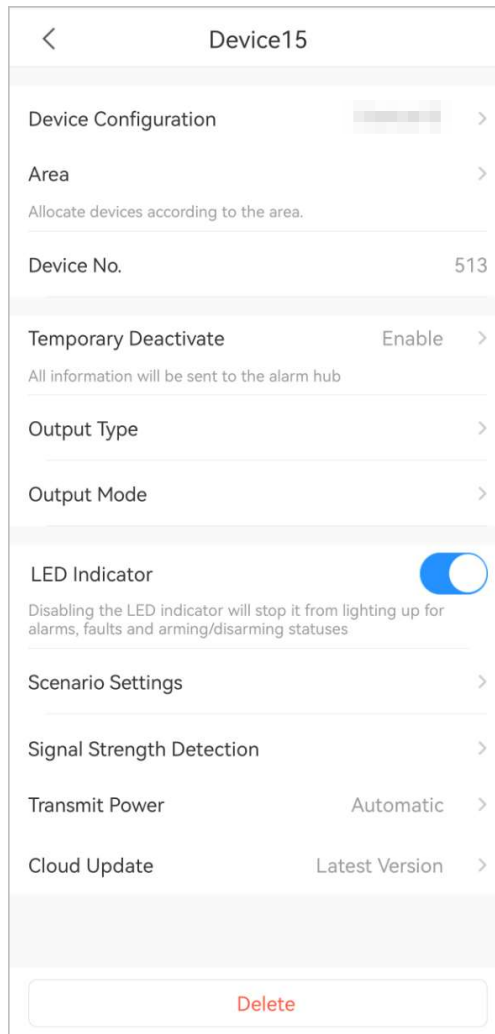 Device15
Device Configuration
Area
Allocate devices according to the area.
Device No. 513
Temporary Deactivate Enable
All information will be sent to the alarm hub
Output Type
Output Mode
LED Indicator
Disabling the LED indicator will stop it from lighting up for
alarms, faults and arming/disarming statuses
Scenario Settings
Signal Strength Detection
Transmit Power Automatic
Cloud Update Latest Version
Delete